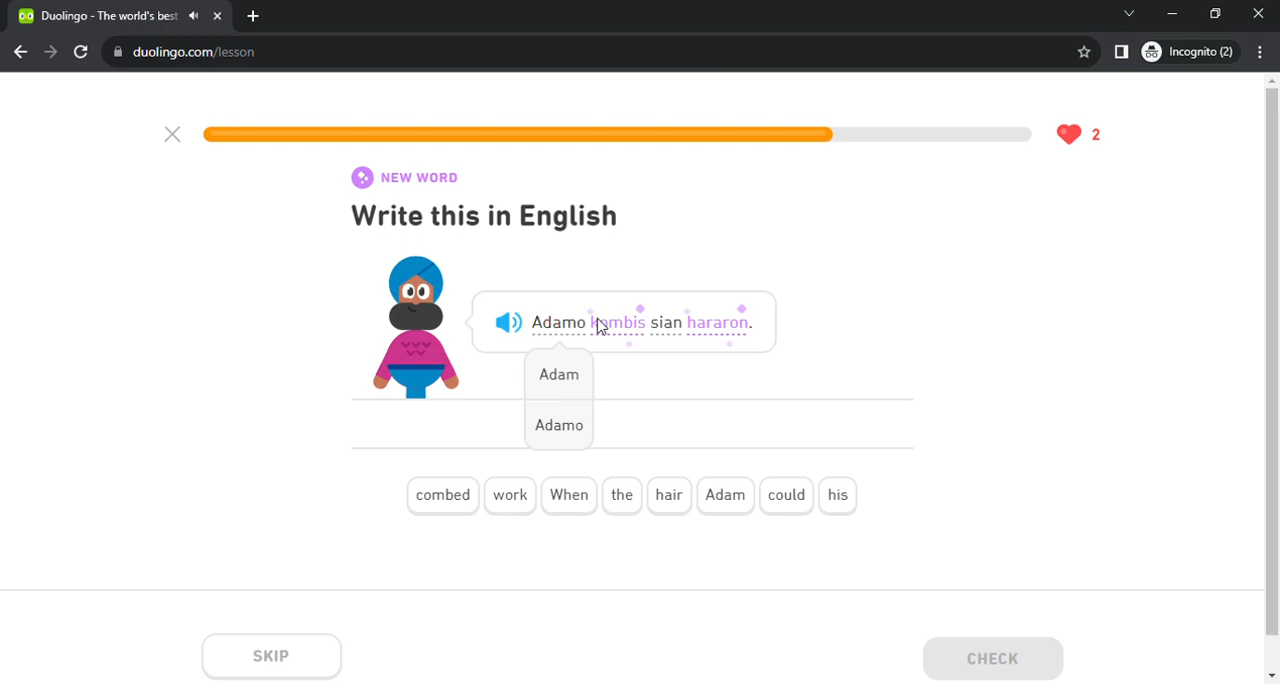 Duolingo - The world's best
duolingo.com/lesson
Incognito (2)
2
NEW WORD
Write this in English
Adamo kombis sian hararon.
Adam
Adamo
combed work When the hair Adam could his
SKIP
CHECK